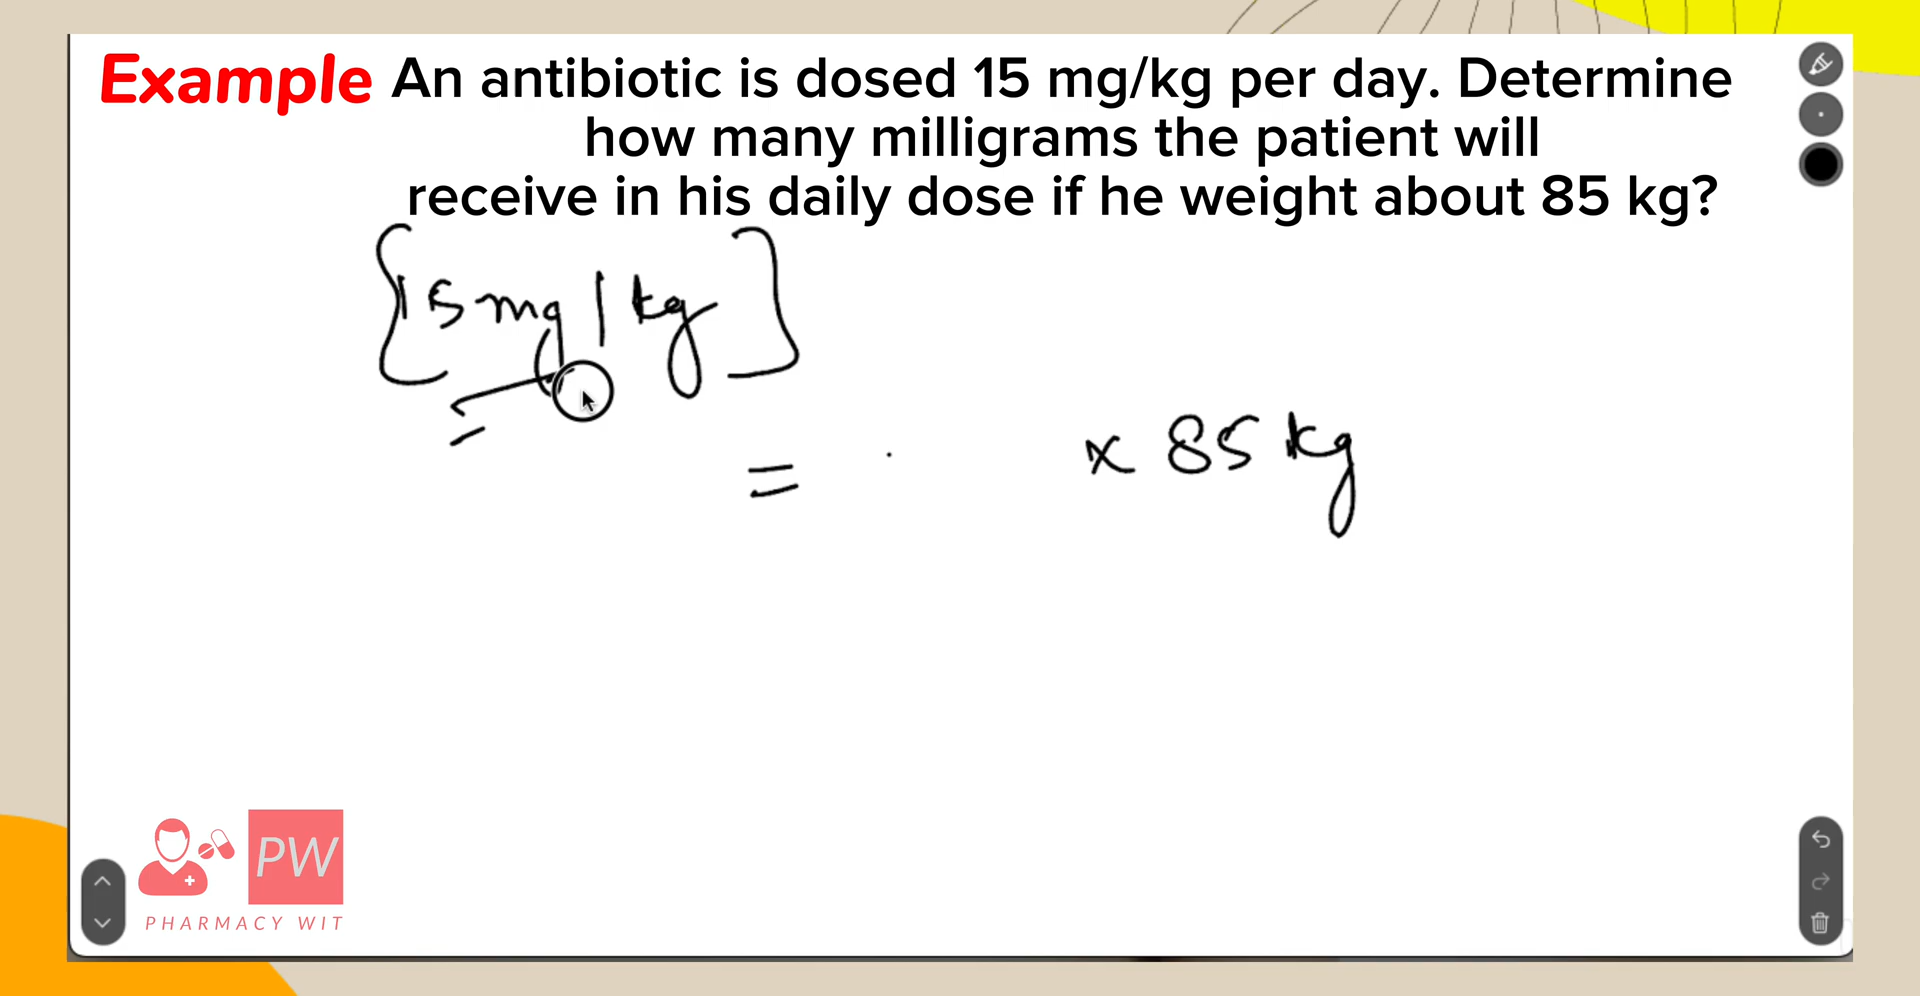 Example An antibiotic is dosed 15 mg/kg per day. Determine
how many milligrams the patient will
receive in his daily dose if he weight about 85 kg?
[15 mg/kg]
= x 85 kg
PW
PHARMACY WIT